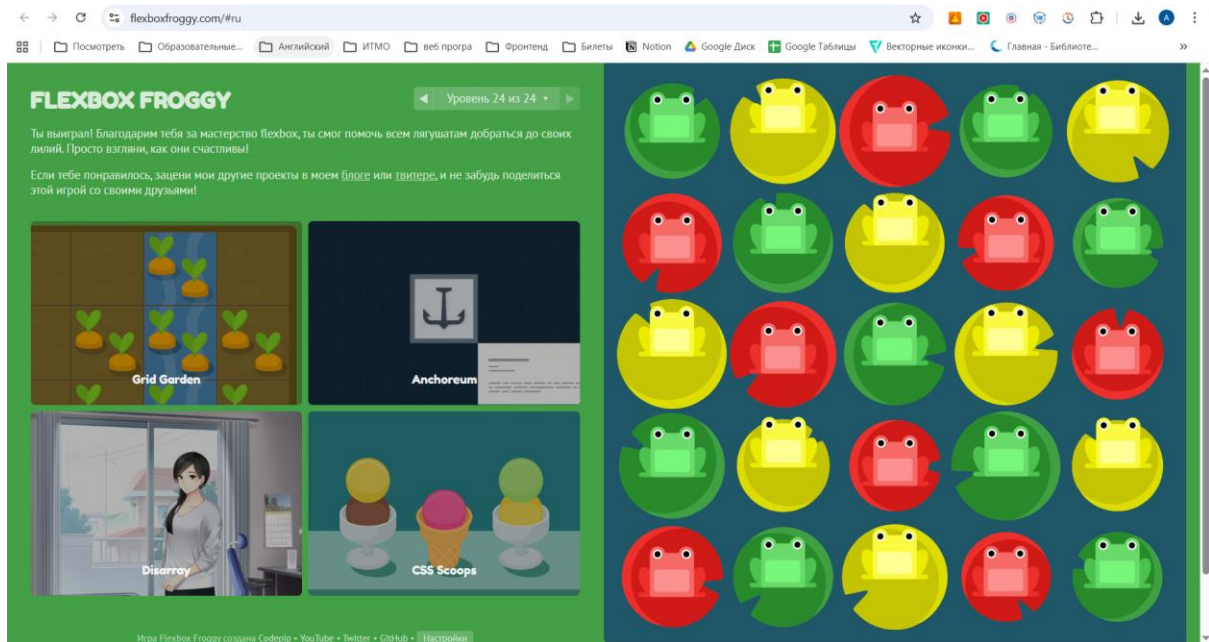 flexboxfroggy.com/#ru
Посмотреть Образовательные... Английский ИТМО веб програ Фронтенд Билеты Notion Google Диск Google Таблицы Векторные иконки... Главная - Библиоте... »
FLEXBOX FROGGY
Уровень 24 из 24
Ты выиграл! Благодарим тебя за мастерство flexbox, ты смог помочь всем лягушатам добраться до своих
лилий. Просто взгляни, как они счастливы!
Если тебе понравилось, зацени мои другие проекты в моем блоге или твитере, и не забудь поделиться
этой игрой со своими друзьями!
Grid Garden
Anchoreum
Disarray
CSS Scoops
Игра Flexbox Froggy создана Codepip • YouTube • Twitter • GitHub • Настройки